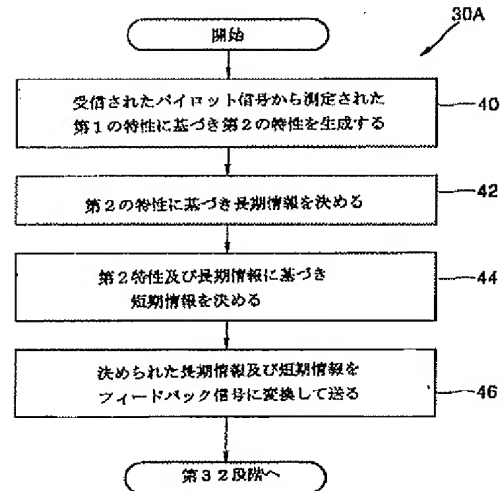 30A
開始
受信されたパイロット信号から測定された
第1の特性に基づき第2の特性を生成する
40
第2の特性に基づき長期情報を決める
42
第2特性及び長期情報に基づき
短期情報を決める
44
決められた長期情報及び短期情報を
フィードバック信号に変換して送る
46
第32段階へ